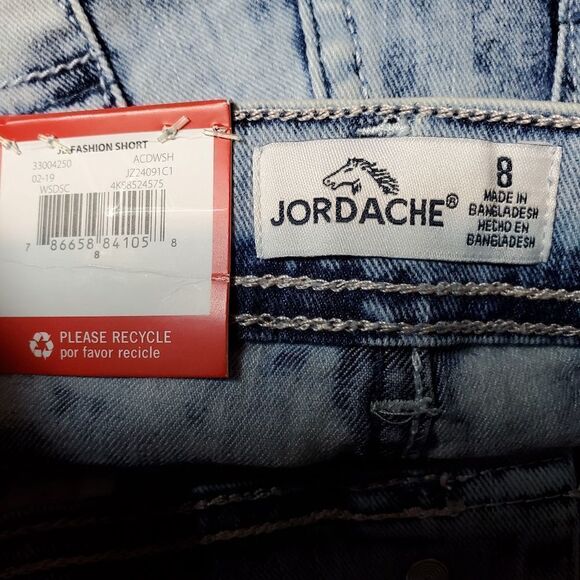 FASHION SHORT
33004250 ACDWSH
02-19 JZ24091C1
WSDSC 4K58524575
7 86658 84105 8
8
PLEASE RECYCLE
por favor recicle
JORDACHE®
8
MADE IN
BANGLADESH
HECHO EN
BANGLADESH